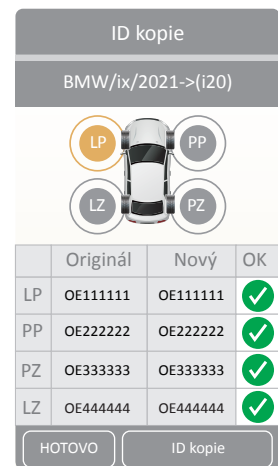 ID kopie
BMW/ix/2021->(i20)
LP PP
LZ PZ
Originál Nový OK
LP OE111111 OE111111
PP OE222222 OE222222
PZ OE333333 OE333333
LZ OE444444 OE444444
HOTOVO ID kopie